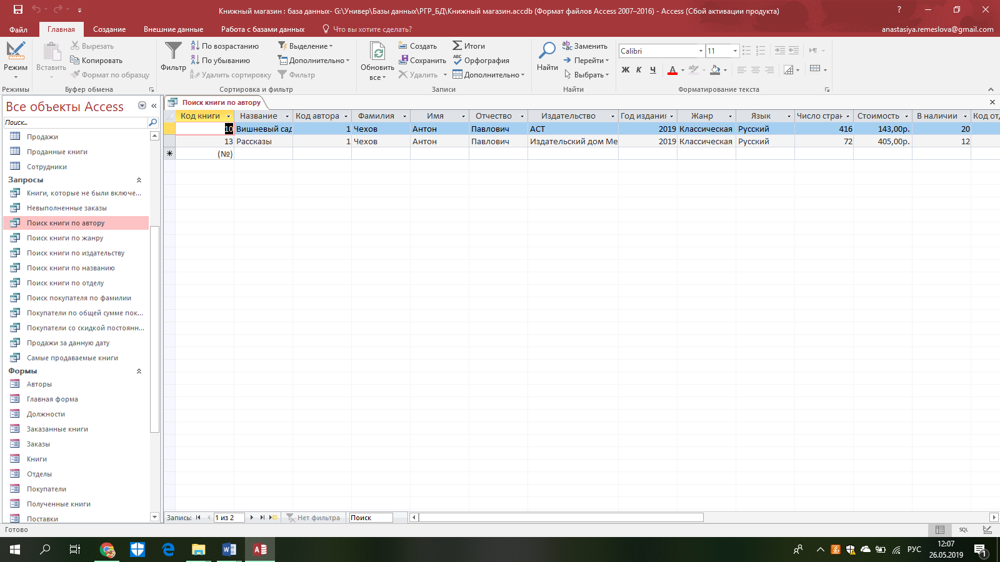 Книжный магазин : база данных- G:\Универ\Базы данных\РГР_БД\Книжный магазин.accdb (Формат файлов Access 2007–2016) - Access (Сбой активации продукта)
Файл Главная Создание Внешние данные Работа с базами данных Что вы хотите сделать? anastasiya.remeslova@gmail.com
Режим
Режимы
Вставить
Вырезать
Копировать
Формат по образцу
Буфер обмена
Фильтр
По возрастанию
По убыванию
Удалить сортировку
Выделение
Дополнительно
Фильтр
Сортировка и фильтр
Обновить
все
Создать
Сохранить
Удалить
Итоги
Орфография
Дополнительно
Записи
Найти
Заменить
Перейти
Выбрать
Найти
Calibri 11
Ж К Ч А
Форматирование текста
Все объекты Access
Поиск...
Продажи
Проданные книги
Сотрудники
Запросы
Книги, которые не были включе...
Невыполненные заказы
Поиск книги по автору
Поиск книги по жанру
Поиск книги по издательству
Поиск книги по названию
Поиск книги по отделу
Поиск покупателя по фамилии
Покупатели по общей сумме пок...
Покупатели со скидкой постоянн...
Продажи за данную дату
Самые продаваемые книги
Формы
Авторы
Главная форма
Должности
Заказанные книги
Заказы
Книги
Отделы
Покупатели
Полученные книги
Поставки
Поиск книги по автору
Код книги Название Код автора Фамилия Имя Отчество Издательство Год издания Жанр Язык Число стран Стоимость В наличии Код отд
10 Вишневый сад 1 Чехов Антон Павлович АСТ 2019 Классическая Русский 416 143,00р. 20
13 Рассказы 1 Чехов Антон Павлович Издательский дом Ме 2019 Классическая Русский 72 405,00р. 12
(№)
Запись: 1 из 2 Нет фильтра Поиск
Готово SQL
РУС 12:07
26.05.2019 1